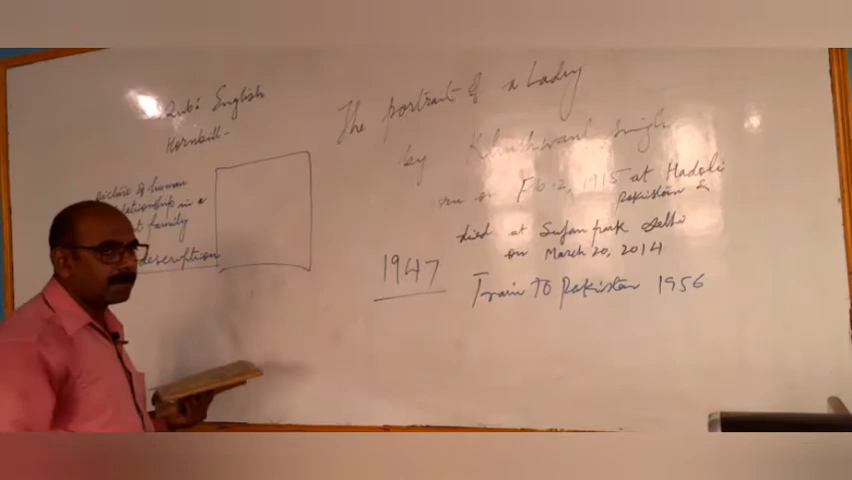 Sub: English
Hornbill-
The portrait of a Lady
by Khushwant Singh
on Feb. 2, 1915 at Hadali
Pakistan &
died at Sujan park Delhi
on March 20, 2014
1947
Train To Pakistan 1956
picture of human
relationship in a
family
description